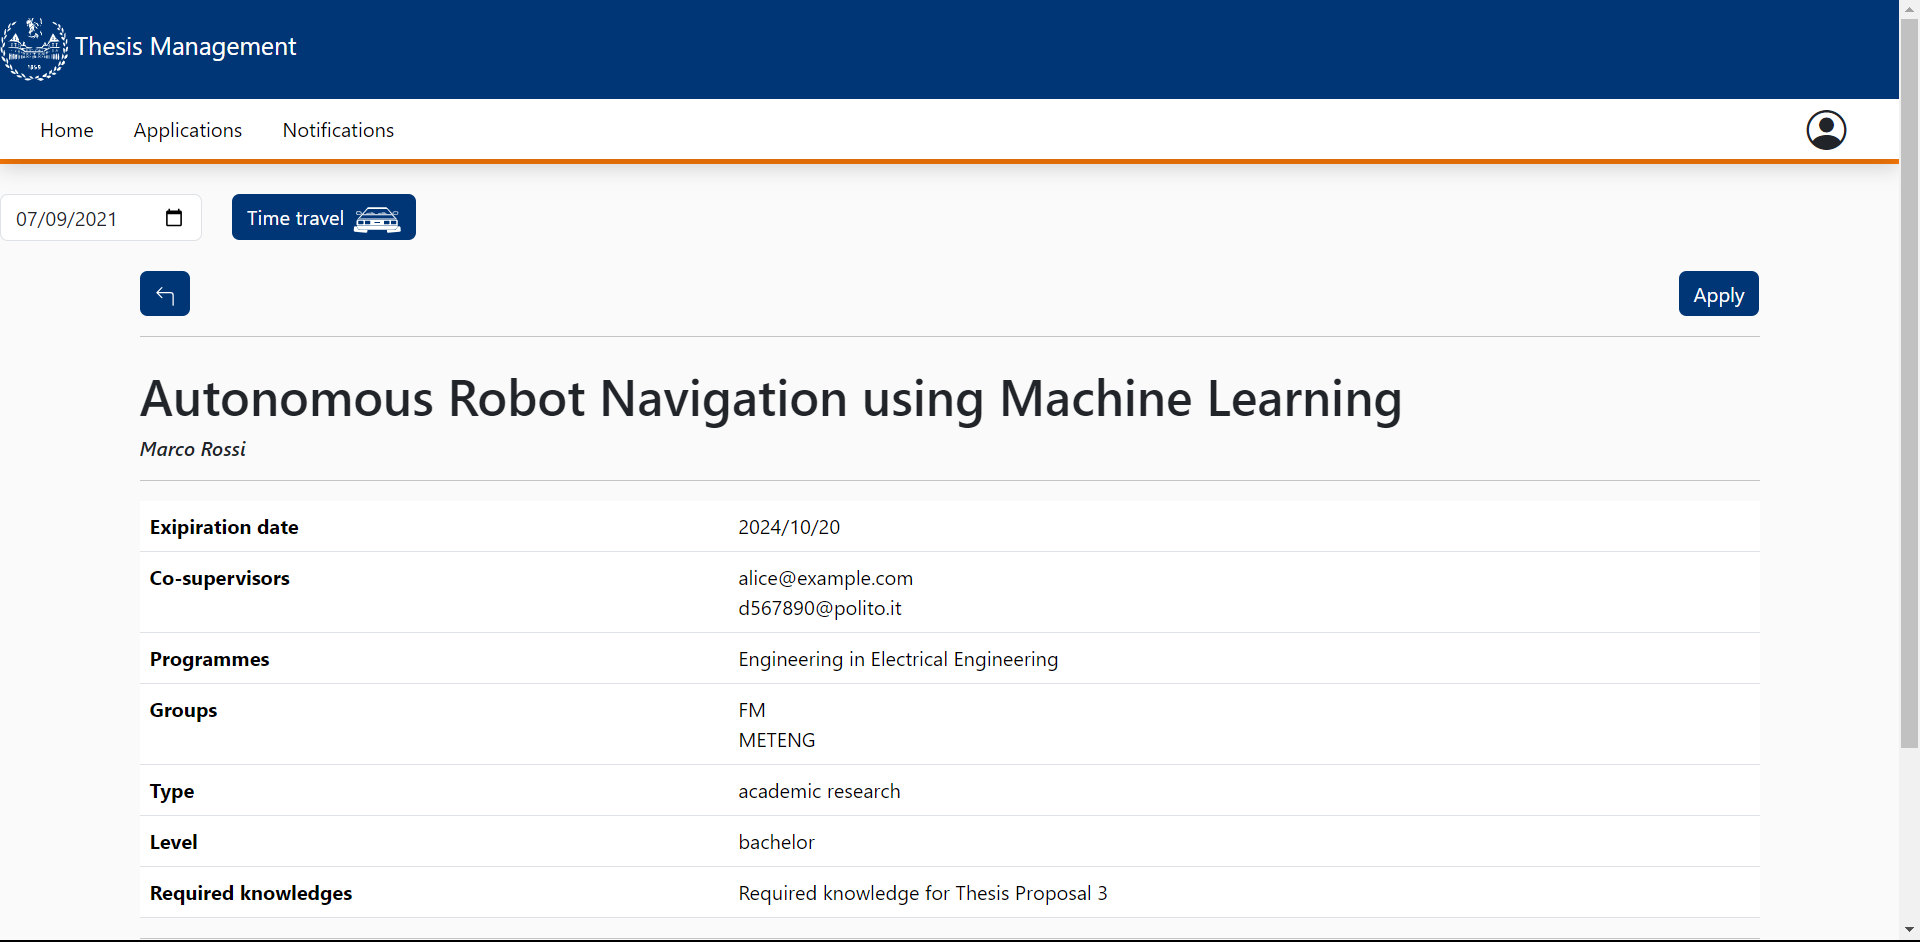 1859
Thesis Management
Home Applications Notifications
07/09/2021 Time travel
Apply
Autonomous Robot Navigation using Machine Learning
Marco Rossi
Exipiration date 2024/10/20
Co-supervisors alice@example.com
d567890@polito.it
Programmes Engineering in Electrical Engineering
Groups FM
METENG
Type academic research
Level bachelor
Required knowledges Required knowledge for Thesis Proposal 3